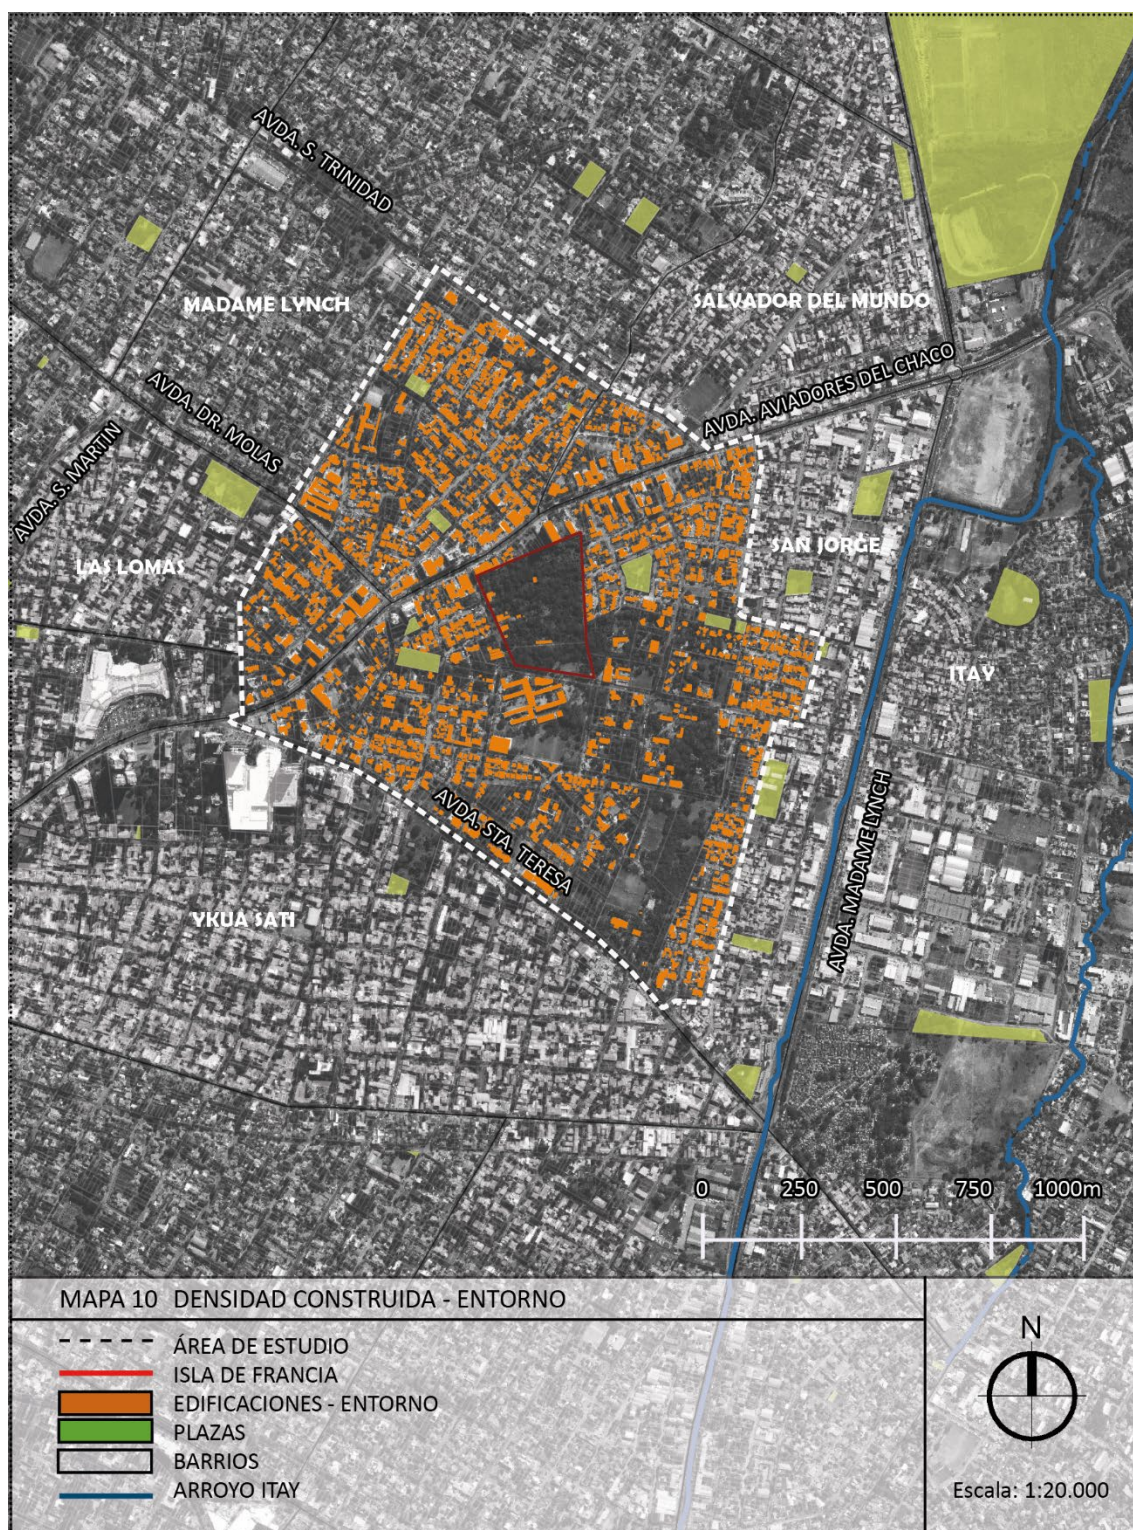 AVDA. S. TRINIDAD
MADAME LYNCH
SALVADOR DEL MUNDO
AVDA. AVIADORES DEL CHACO
AVDA. DR. MOLAS
AVDA. S. MARTIN
LAS LOMAS
SAN JORGE
ITAY
AVDA. STA. TERESA
AVDA. MADAME LYNCH
YKUA SATI
0 250 500 750 1000m
MAPA 10 DENSIDAD CONSTRUIDA - ENTORNO
ÁREA DE ESTUDIO
ISLA DE FRANCIA
EDIFICACIONES - ENTORNO
PLAZAS
BARRIOS
ARROYO ITAY
N
Escala: 1:20.000